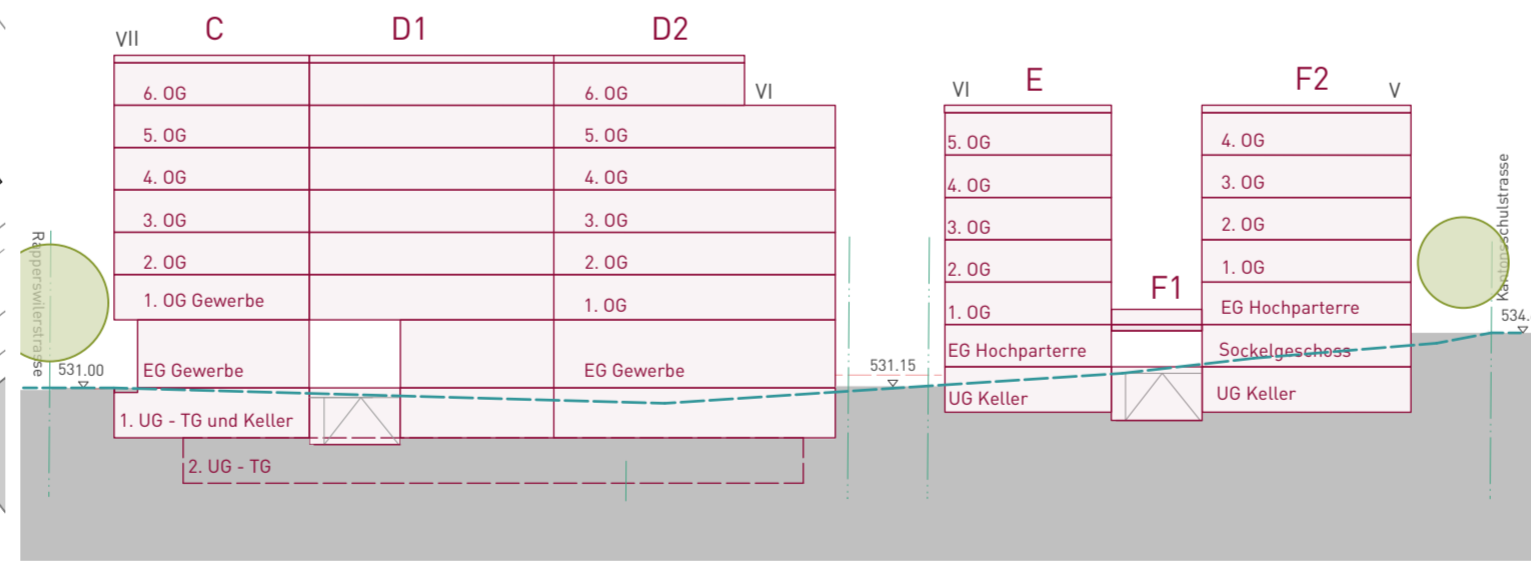 VII
C
D1
D2
VI
VI
E
F2
V
F1
6. OG
6. OG
5. OG
5. OG
4. OG
4. OG
3. OG
3. OG
2. OG
2. OG
1. OG Gewerbe
1. OG
EG Gewerbe
EG Gewerbe
1. UG - TG und Keller
2. UG - TG
5. OG
4. OG
3. OG
2. OG
1. OG
EG Hochparterre
UG Keller
4. OG
3. OG
2. OG
1. OG
EG Hochparterre
Sockelgeschoss
UG Keller
Rapperswilerstrasse
531.00
531.15
Kantonsschulstrasse